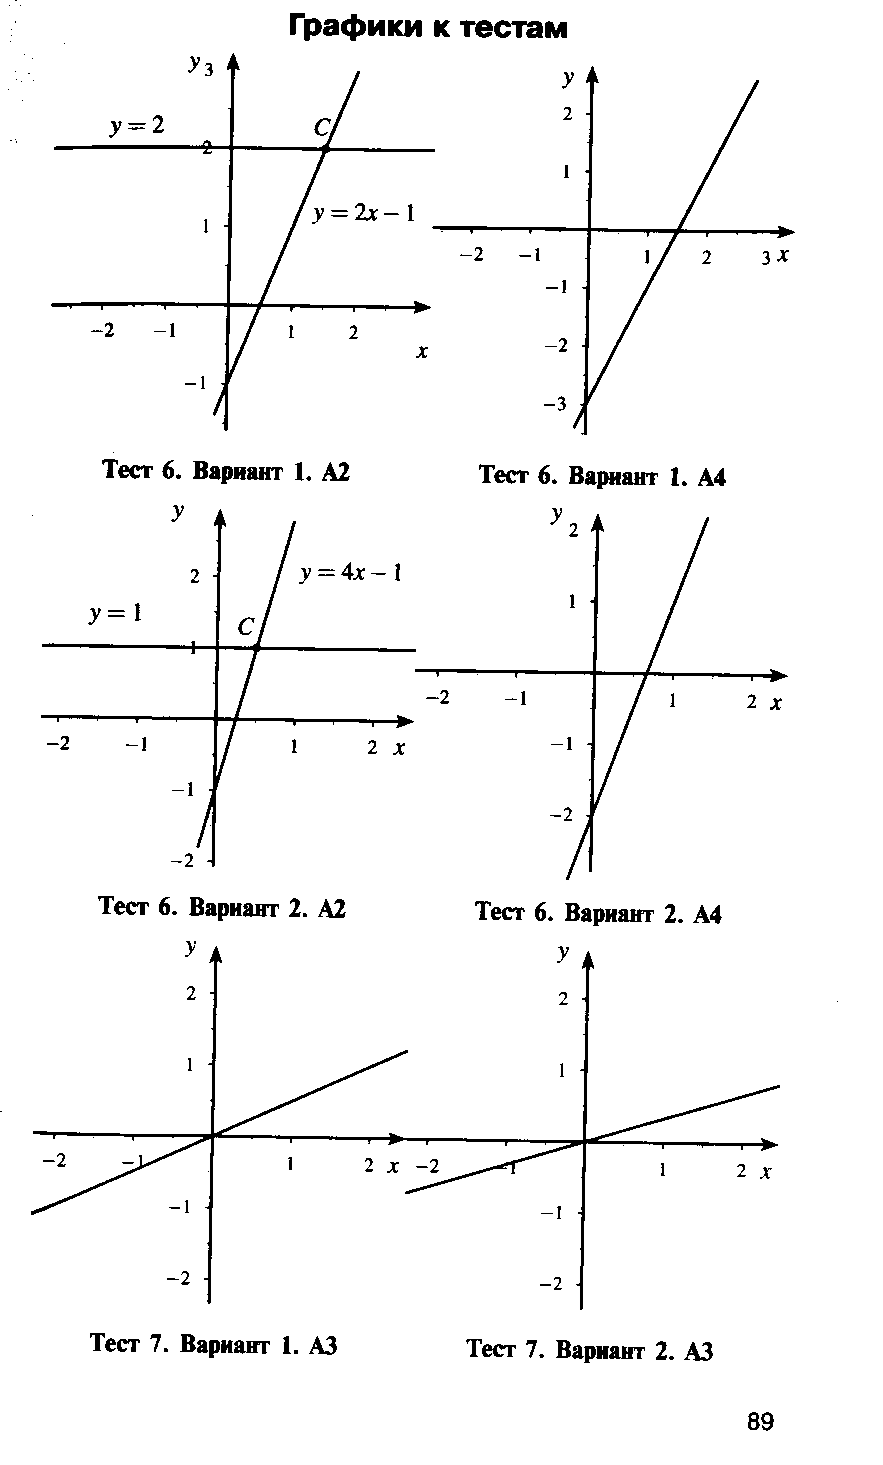 Графики к тестам
y 3
y = 2
C
2
1
y = 2x – 1
–2 –1 1 2
x
–1
Тест 6. Вариант 1. А2
y
2
1
–2 –1 1 2 3 x
–1
–2
–3
Тест 6. Вариант 1. А4
y
2
y = 4x – 1
y = 1
C
1
–2 –1 1 2 x
–1
–2
Тест 6. Вариант 2. А2
y
2
1
–2 –1 1 2 x
–1
–2
Тест 6. Вариант 2. А4
y
2
1
–2 –1 1 2 x
–1
–2
Тест 7. Вариант 1. А3
y
2
1
–2 –1 1 2 x
–1
–2
Тест 7. Вариант 2. А3
89